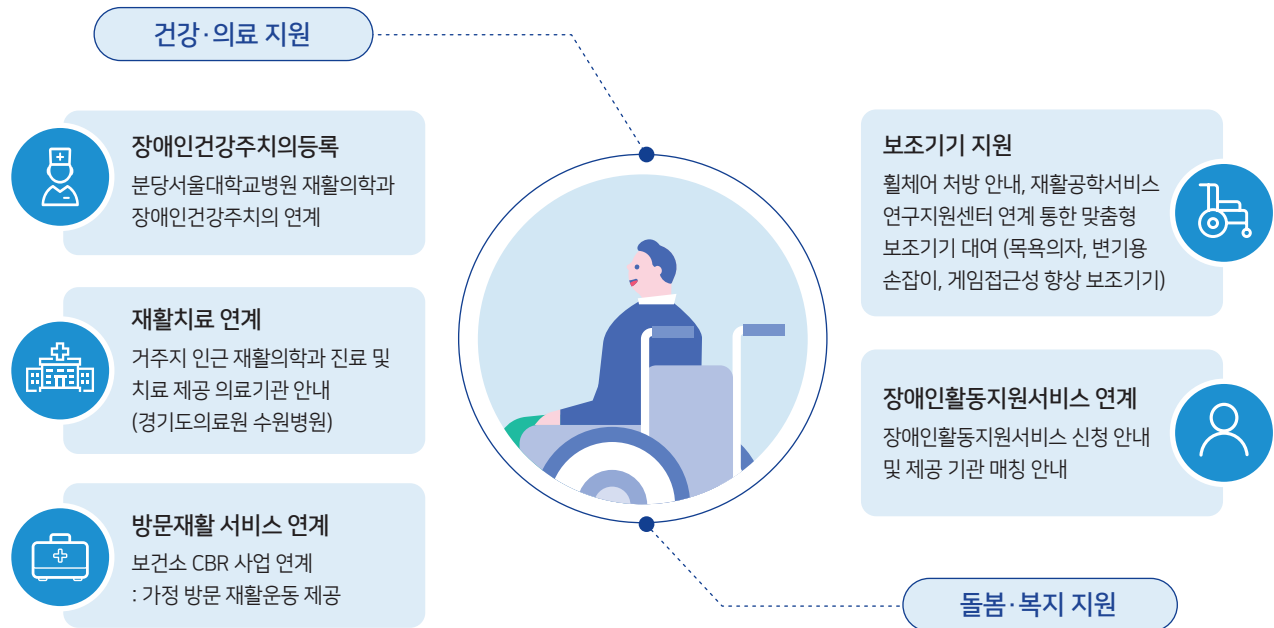 건강·의료 지원
장애인건강주치의등록
분당서울대학교병원 재활의학과
장애인건강주치의 연계
재활치료 연계
거주지 인근 재활의학과 진료 및
치료 제공 의료기관 안내
(경기도의료원 수원병원)
방문재활 서비스 연계
보건소 CBR 사업 연계
: 가정 방문 재활운동 제공
보조기기 지원
휠체어 처방 안내, 재활공학서비스
연구지원센터 연계 통한 맞춤형
보조기기 대여 (목욕의자, 변기용
손잡이, 게임접근성 향상 보조기기)
장애인활동지원서비스 연계
장애인활동지원서비스 신청 안내
및 제공 기관 매칭 안내
돌봄·복지 지원